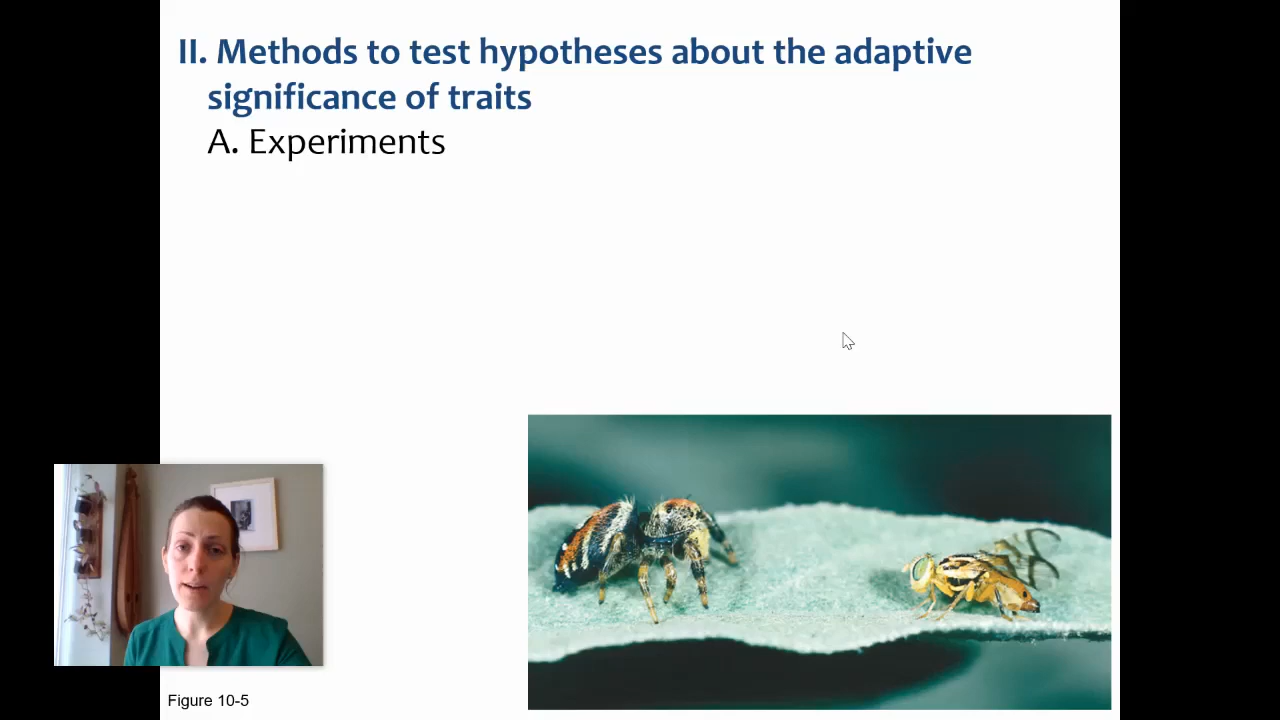 II. Methods to test hypotheses about the adaptive
significance of traits
A. Experiments
Figure 10-5